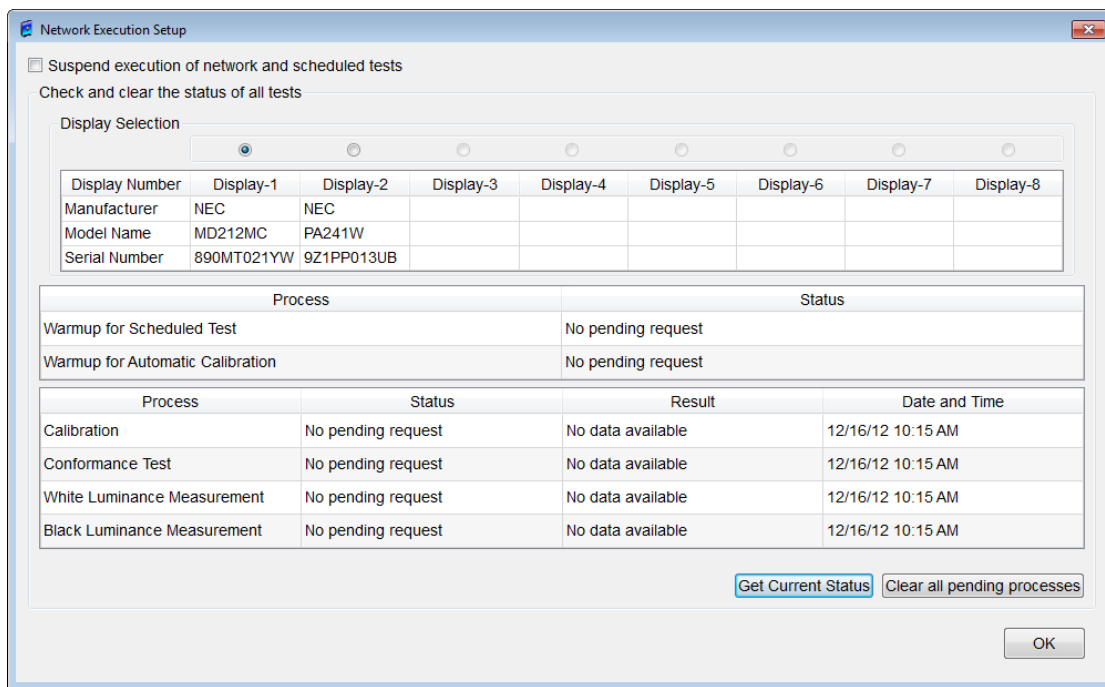 Network Execution Setup
Suspend execution of network and scheduled tests
Check and clear the status of all tests
Display Selection
Display Number Display-1 Display-2 Display-3 Display-4 Display-5 Display-6 Display-7 Display-8
Manufacturer NEC NEC
Model Name MD212MC PA241W
Serial Number 890MT021YW 9Z1PP013UB
Process Status
Warmup for Scheduled Test No pending request
Warmup for Automatic Calibration No pending request
Process Status Result Date and Time
Calibration No pending request No data available 12/16/12 10:15 AM
Conformance Test No pending request No data available 12/16/12 10:15 AM
White Luminance Measurement No pending request No data available 12/16/12 10:15 AM
Black Luminance Measurement No pending request No data available 12/16/12 10:15 AM
Get Current Status Clear all pending processes
OK